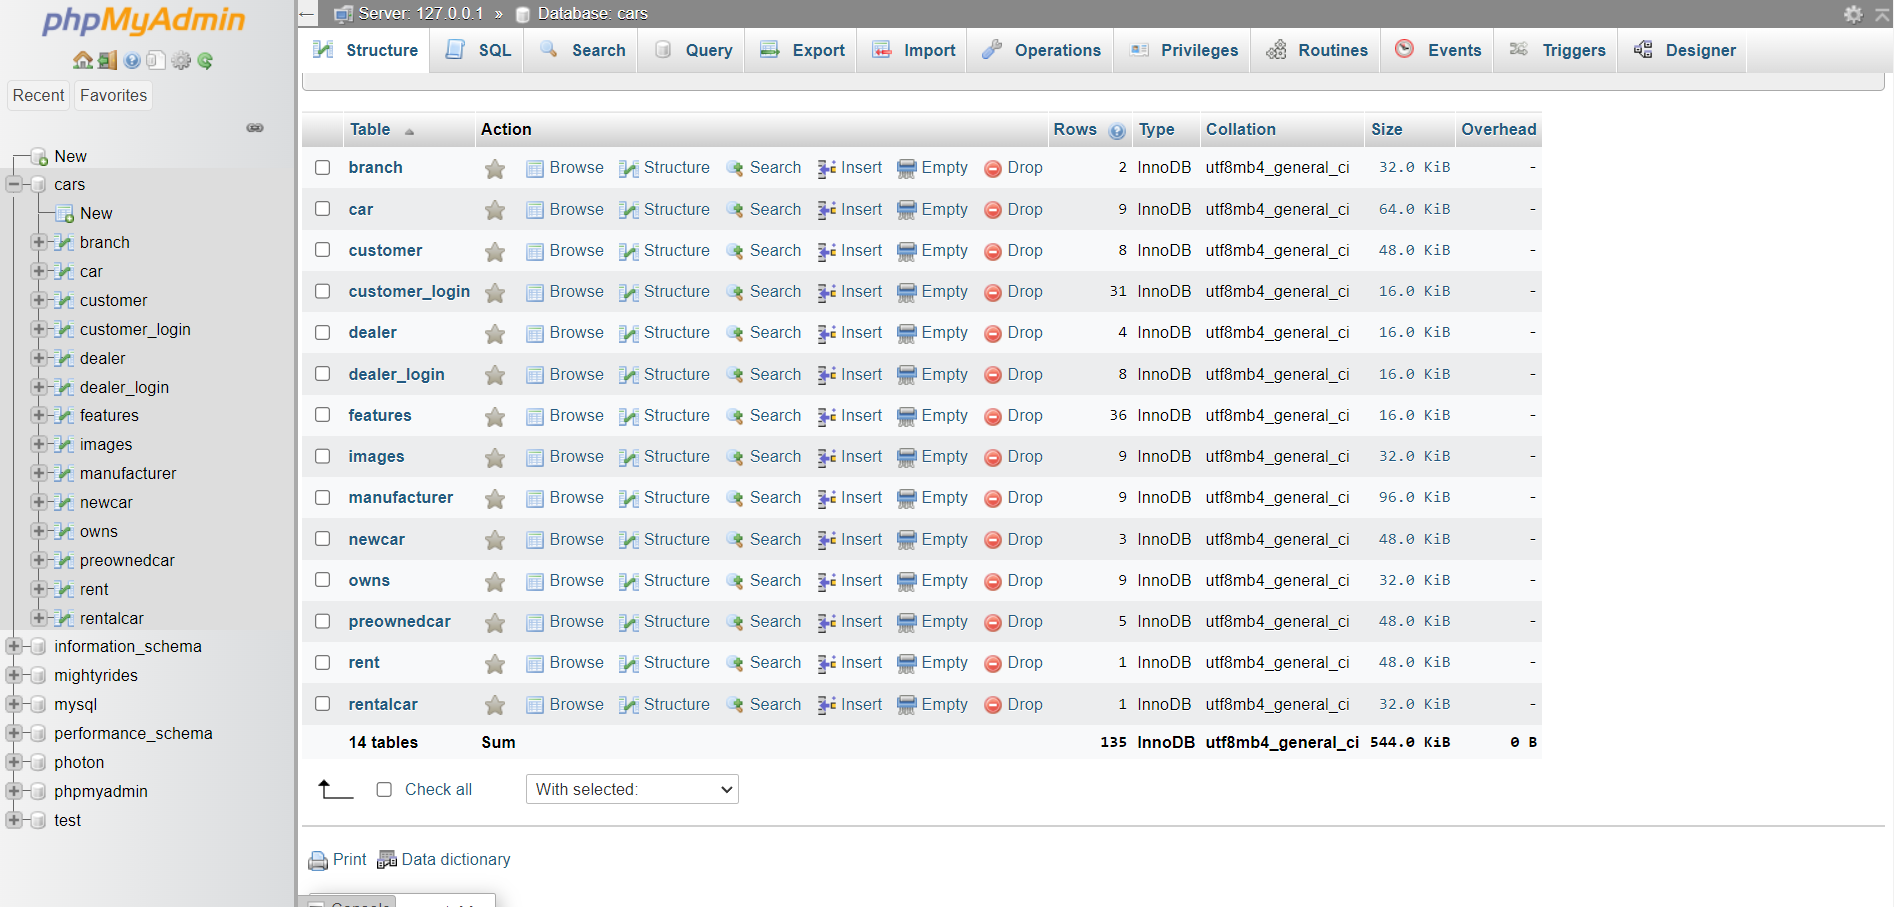 phpMyAdmin
Recent Favorites
New
cars
New
branch
car
customer
customer_login
dealer
dealer_login
features
images
manufacturer
newcar
owns
preownedcar
rent
rentalcar
information_schema
mightyrides
mysql
performance_schema
photon
phpmyadmin
test
Server: 127.0.0.1 » Database: cars
Structure SQL Search Query Export Import Operations Privileges Routines Events Triggers Designer
Table Action Rows Type Collation Size Overhead
branch Browse Structure Search Insert Empty Drop 2 InnoDB utf8mb4_general_ci 32.0 KiB -
car Browse Structure Search Insert Empty Drop 9 InnoDB utf8mb4_general_ci 64.0 KiB -
customer Browse Structure Search Insert Empty Drop 8 InnoDB utf8mb4_general_ci 48.0 KiB -
customer_login Browse Structure Search Insert Empty Drop 31 InnoDB utf8mb4_general_ci 16.0 KiB -
dealer Browse Structure Search Insert Empty Drop 4 InnoDB utf8mb4_general_ci 16.0 KiB -
dealer_login Browse Structure Search Insert Empty Drop 8 InnoDB utf8mb4_general_ci 16.0 KiB -
features Browse Structure Search Insert Empty Drop 36 InnoDB utf8mb4_general_ci 16.0 KiB -
images Browse Structure Search Insert Empty Drop 9 InnoDB utf8mb4_general_ci 32.0 KiB -
manufacturer Browse Structure Search Insert Empty Drop 9 InnoDB utf8mb4_general_ci 96.0 KiB -
newcar Browse Structure Search Insert Empty Drop 3 InnoDB utf8mb4_general_ci 48.0 KiB -
owns Browse Structure Search Insert Empty Drop 9 InnoDB utf8mb4_general_ci 32.0 KiB -
preownedcar Browse Structure Search Insert Empty Drop 5 InnoDB utf8mb4_general_ci 48.0 KiB -
rent Browse Structure Search Insert Empty Drop 1 InnoDB utf8mb4_general_ci 48.0 KiB -
rentalcar Browse Structure Search Insert Empty Drop 1 InnoDB utf8mb4_general_ci 32.0 KiB -
14 tables Sum 135 InnoDB utf8mb4_general_ci 544.0 KiB 0 B
Check all With selected:
Print Data dictionary
Console